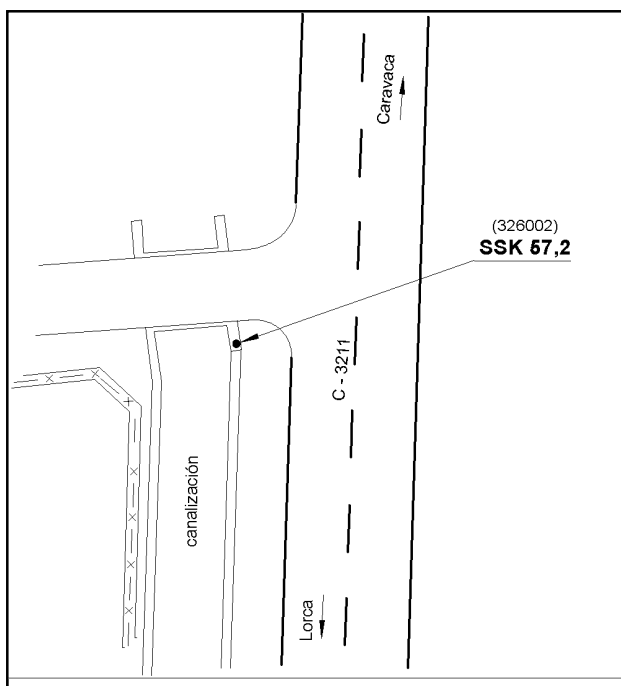 Caravaca
(326002)
SSK 57,2
C - 3211
canalización
Lorca